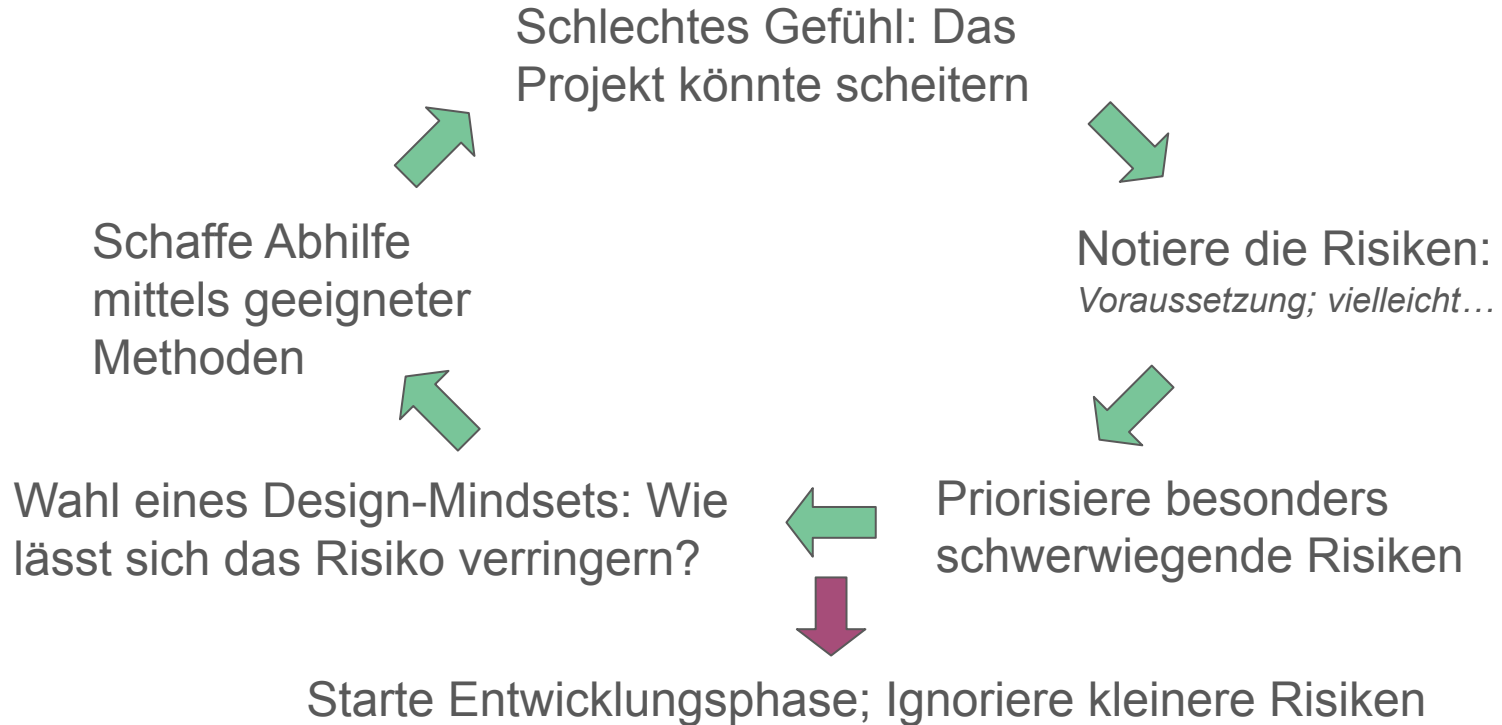 Schlechtes Gefühl: Das
Projekt könnte scheitern
Notiere die Risiken:
Voraussetzung; vielleicht…
Priorisiere besonders
schwerwiegende Risiken
Wahl eines Design-Mindsets: Wie
lässt sich das Risiko verringern?
Schaffe Abhilfe
mittels geeigneter
Methoden
Starte Entwicklungsphase; Ignoriere kleinere Risiken